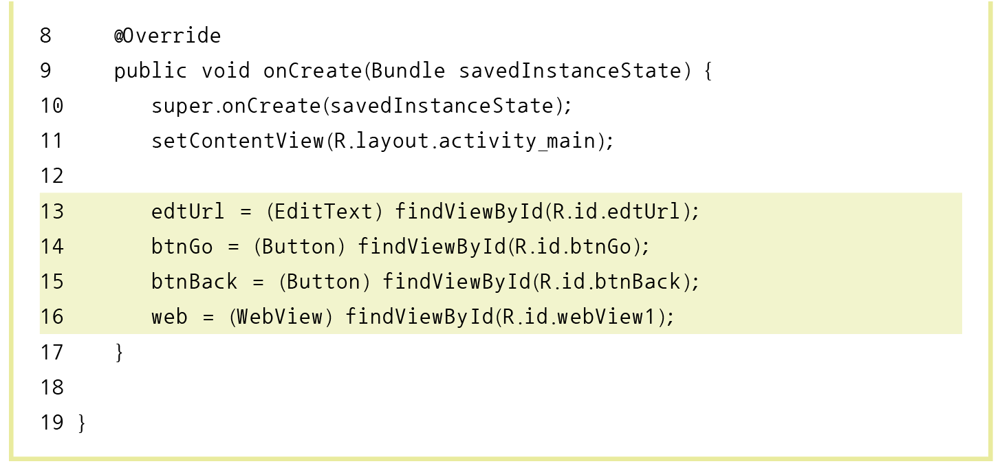 8     @Override
9     public void onCreate(Bundle savedInstanceState) {
10       super.onCreate(savedInstanceState);
11       setContentView(R.layout.activity_main);
12
13       edtUrl = (EditText) findViewById(R.id.edtUrl);
14       btnGo = (Button) findViewById(R.id.btnGo);
15       btnBack = (Button) findViewById(R.id.btnBack);
16       web = (WebView) findViewById(R.id.webView1);
17    }
18
19 }